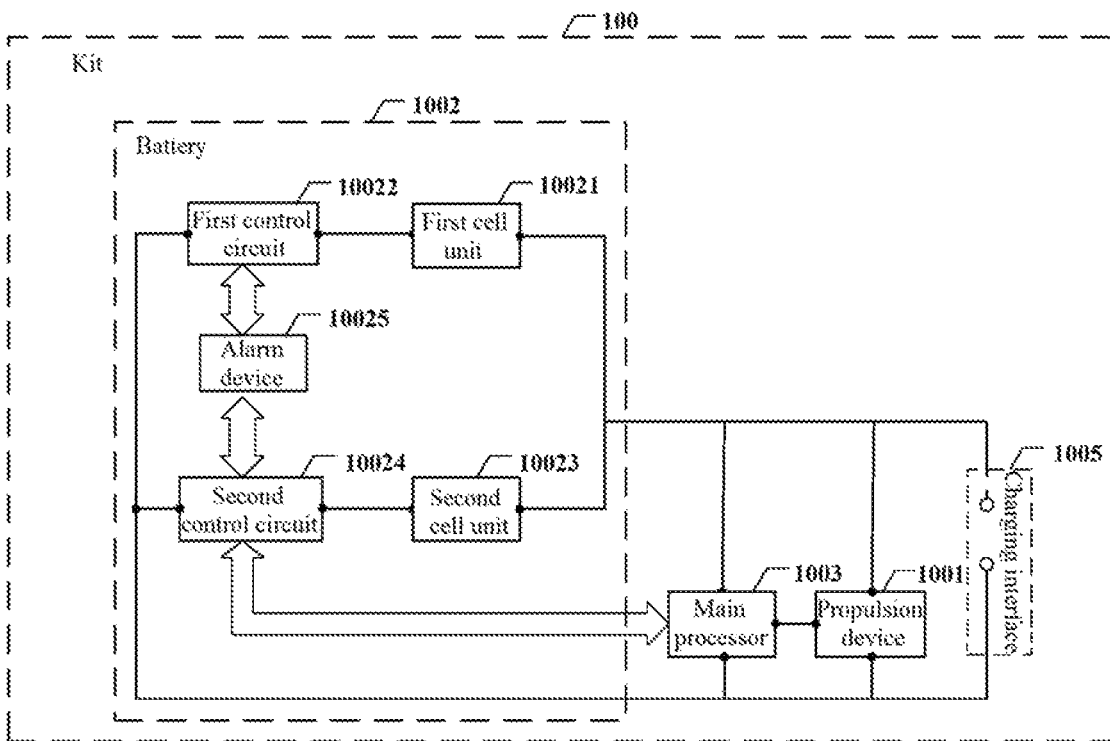 100
Kit
1002
Battery
10022
10021
First control
circuit
First cell
unit
10025
Alarm
device
10024
10023
1005
Second
control circuit
Second
cell unit
Charging interface
1003
1001
Main
processor
Propulsion
device